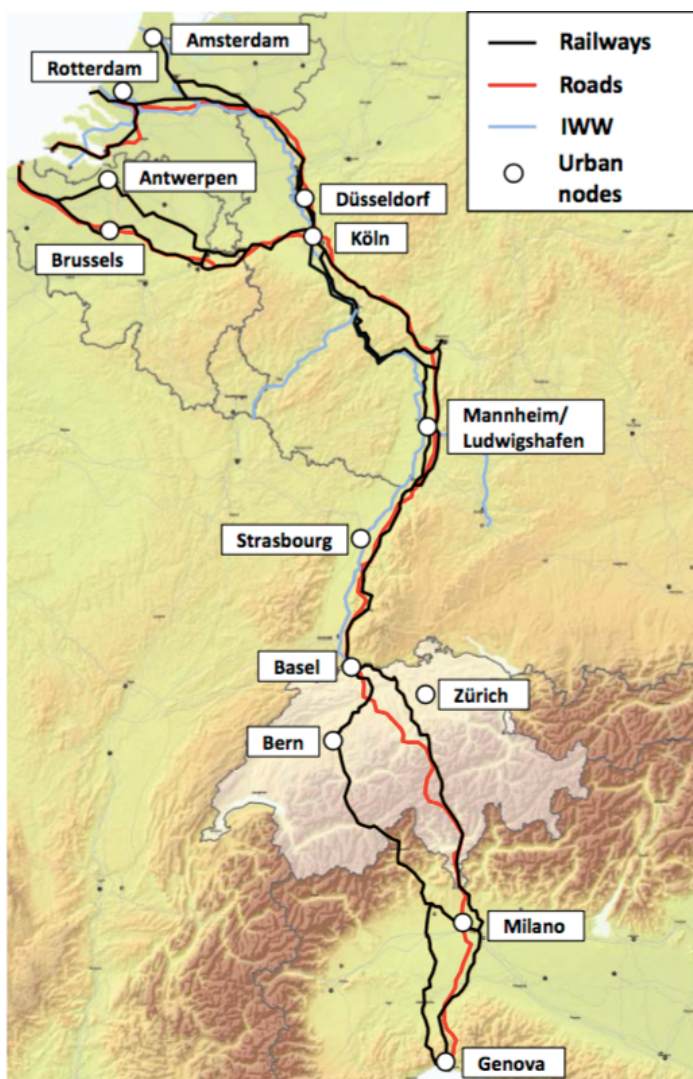 Amsterdam
Rotterdam
Railways
Roads
IWW
Urban
nodes
Antwerpen
Düsseldorf
Brussels
Köln
Mannheim/
Ludwigshafen
Strasbourg
Basel
Zürich
Bern
Milano
Genova